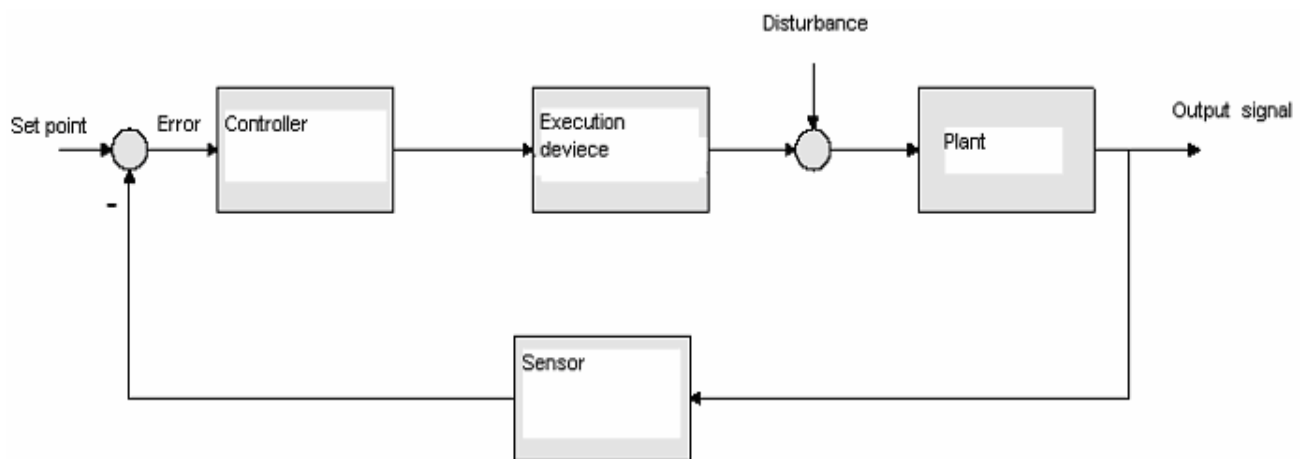 Disturbance
Set point
Error
Controller
Execution
deviece
Plant
Output signal
-
Sensor